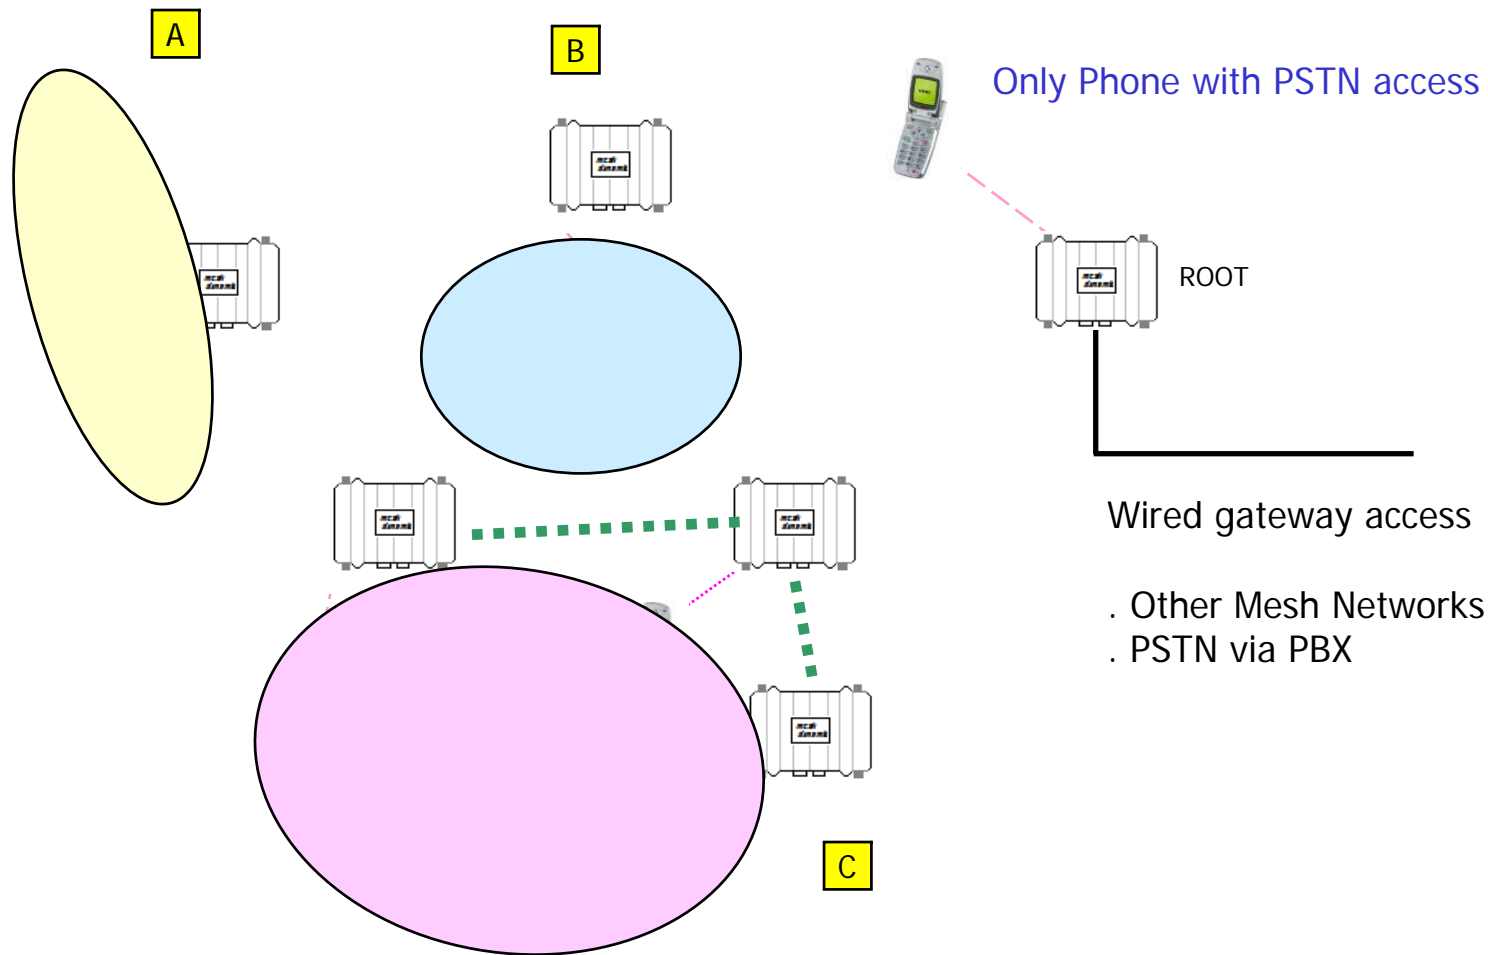 A
B
Only Phone with PSTN access
ROOT
Wired gateway access
. Other Mesh Networks
. PSTN via PBX
C